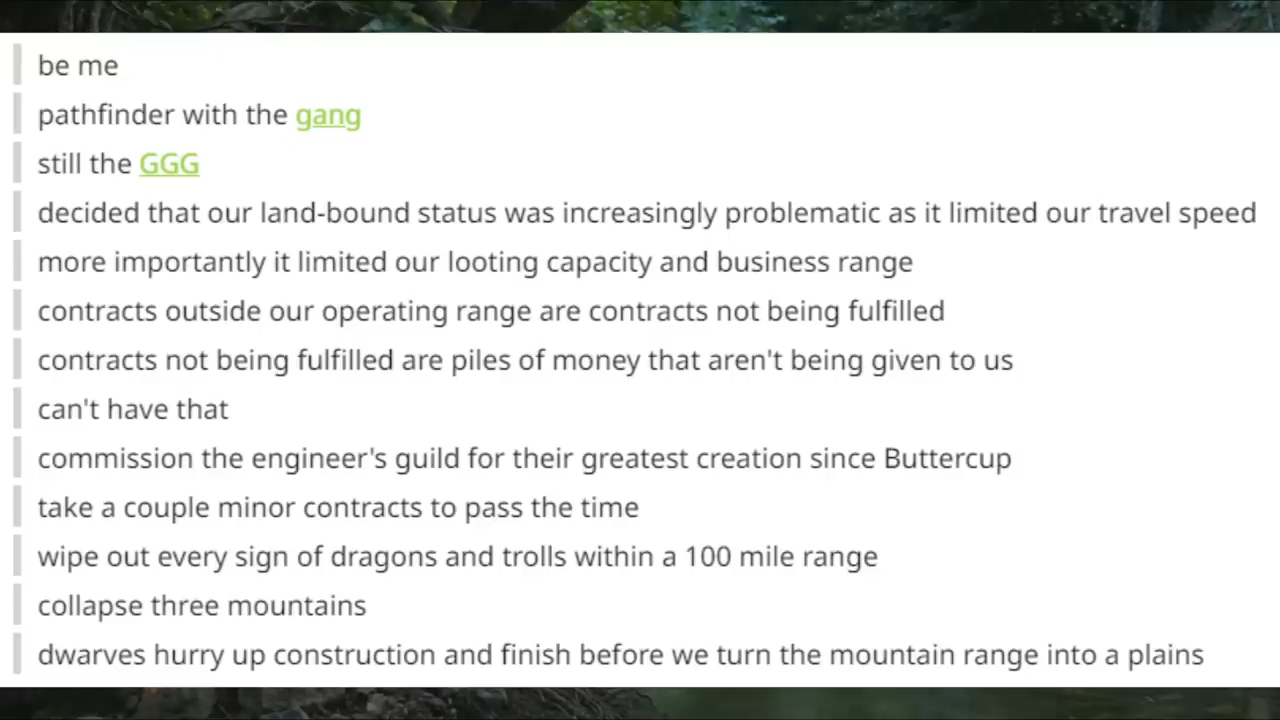 be me
pathfinder with the gang
still the GGG
decided that our land-bound status was increasingly problematic as it limited our travel speed
more importantly it limited our looting capacity and business range
contracts outside our operating range are contracts not being fulfilled
contracts not being fulfilled are piles of money that aren't being given to us
can't have that
commission the engineer's guild for their greatest creation since Buttercup
take a couple minor contracts to pass the time
wipe out every sign of dragons and trolls within a 100 mile range
collapse three mountains
dwarves hurry up construction and finish before we turn the mountain range into a plains